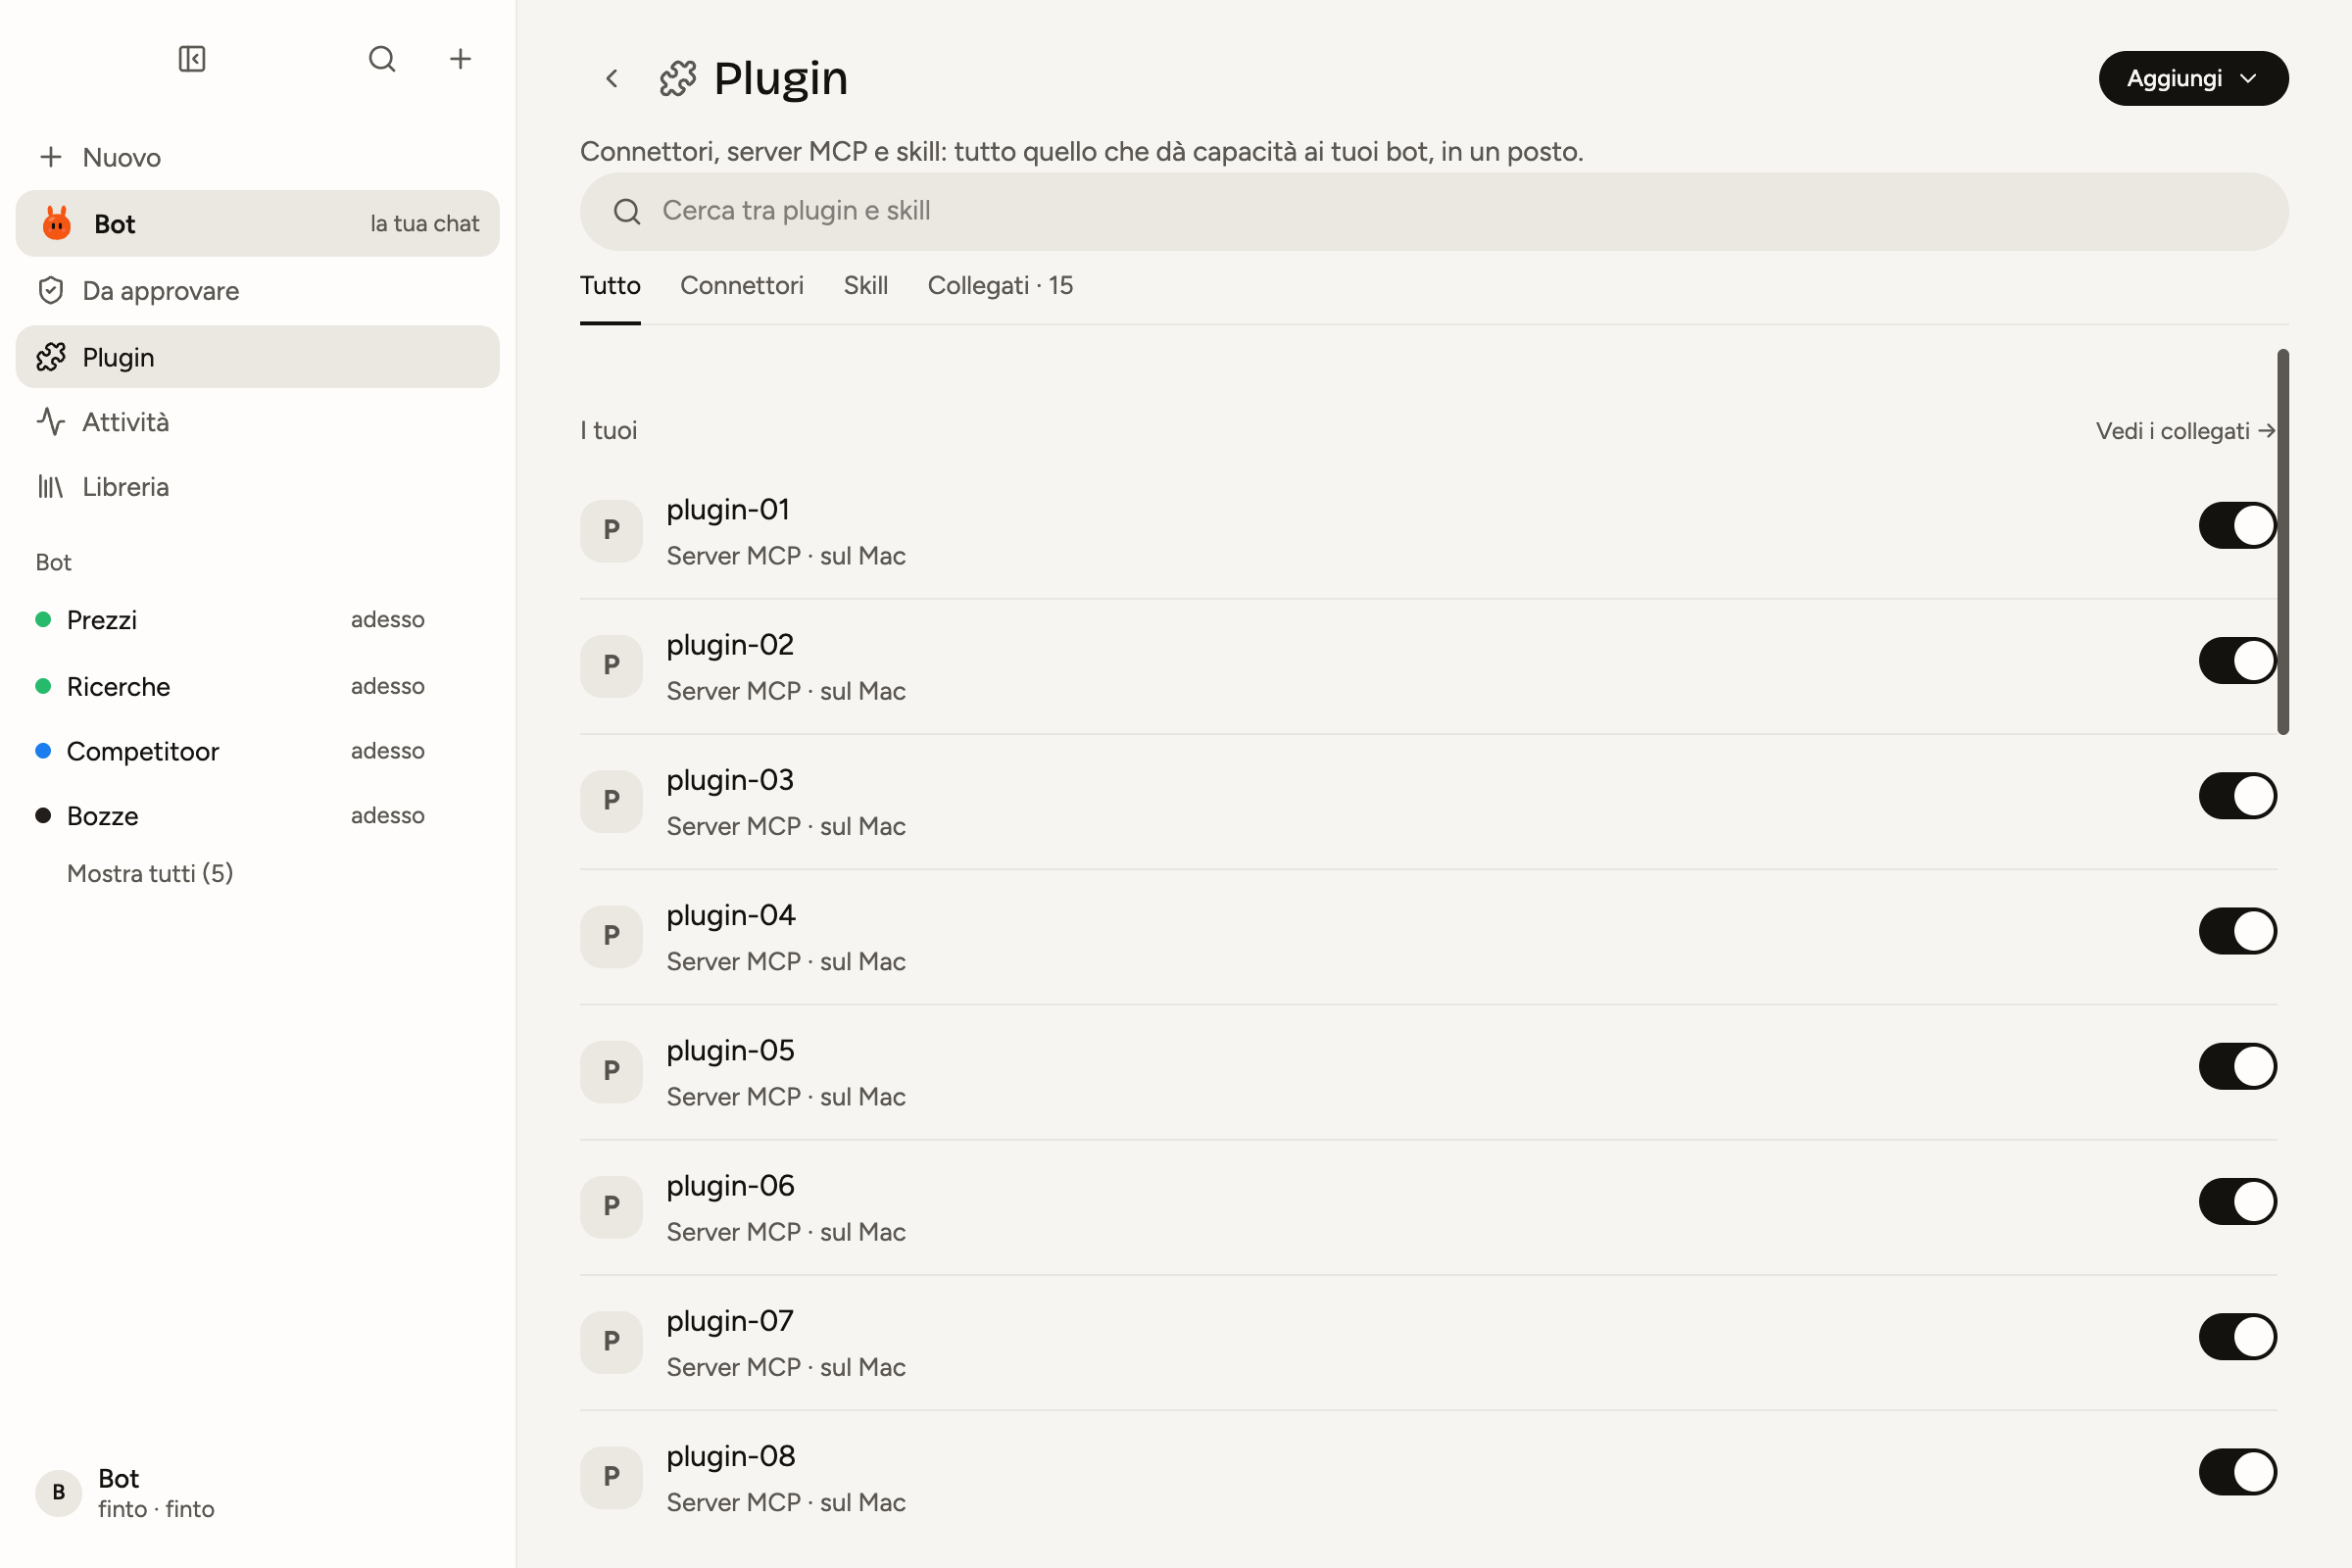 Nuovo
Bot
la tua chat
Da approvare
Plugin
Attività
Libreria
Bot
Prezzi
adesso
Ricerche
adesso
Competitoor
adesso
Bozze
adesso
Mostra tutti (5)
B
Bot
finto · finto
Plugin
Aggiungi
Connettori, server MCP e skill: tutto quello che dà capacità ai tuoi bot, in un posto.
Cerca tra plugin e skill
Tutto
Connettori
Skill
Collegati · 15
I tuoi
Vedi i collegati →
P
plugin-01
Server MCP · sul Mac
P
plugin-02
Server MCP · sul Mac
P
plugin-03
Server MCP · sul Mac
P
plugin-04
Server MCP · sul Mac
P
plugin-05
Server MCP · sul Mac
P
plugin-06
Server MCP · sul Mac
P
plugin-07
Server MCP · sul Mac
P
plugin-08
Server MCP · sul Mac